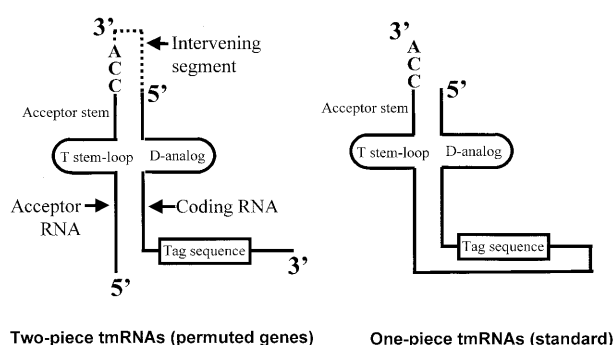 3'
A
C
C
Intervening
segment
5'
Acceptor stem
T stem-loop
D-analog
Acceptor
RNA
Coding RNA
Tag sequence
3'
5'
Two-piece tmRNAs (permuted genes)
3'
A
C
C
5'
Acceptor stem
T stem-loop
D-analog
Tag sequence
One-piece tmRNAs (standard)